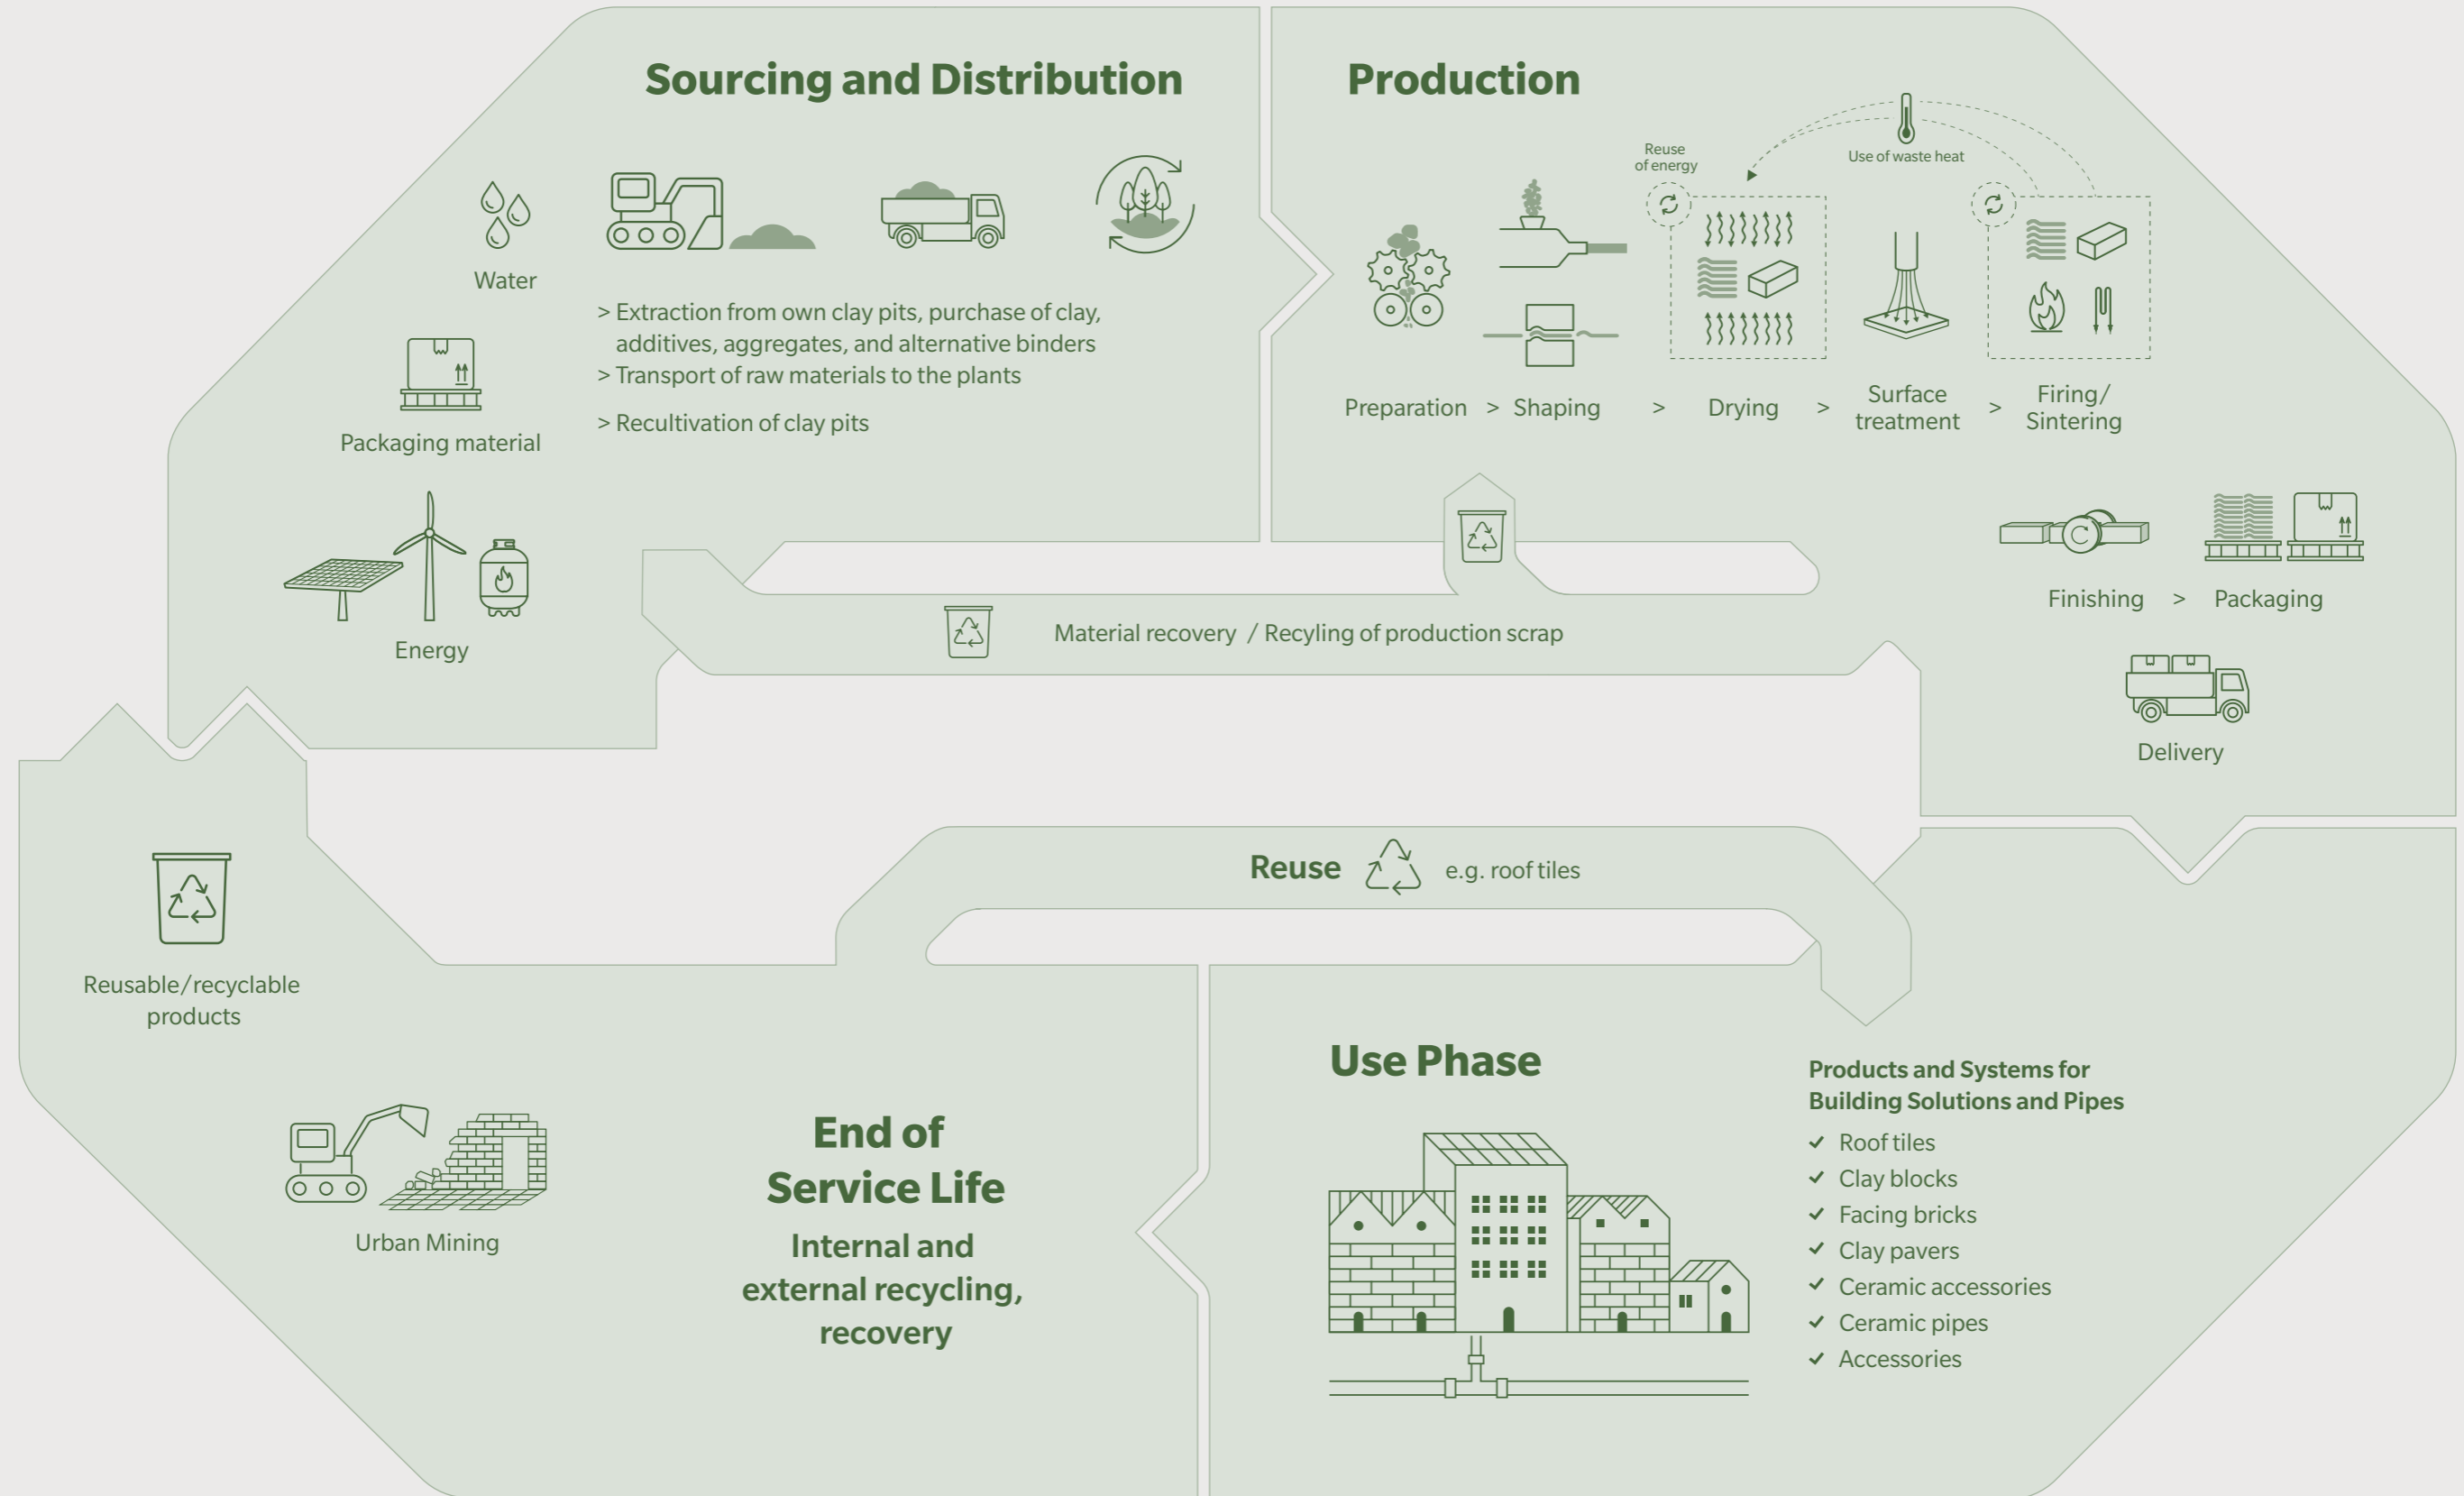 Sourcing and Distribution
Water
Packaging material
Energy
> Extraction from own clay pits, purchase of clay,
additives, aggregates, and alternative binders
> Transport of raw materials to the plants
> Recultivation of clay pits
Production
Reuse
of energy
Use of waste heat
Preparation > Shaping > Drying > Surface treatment > Firing/ Sintering
Finishing > Packaging
Delivery
Material recovery / Recyling of production scrap
Reuse e.g. roof tiles
Reusable/recyclable
products
Urban Mining
End of
Service Life
Internal and
external recycling,
recovery
Use Phase
Products and Systems for
Building Solutions and Pipes
Roof tiles
Clay blocks
Facing bricks
Clay pavers
Ceramic accessories
Ceramic pipes
Accessories